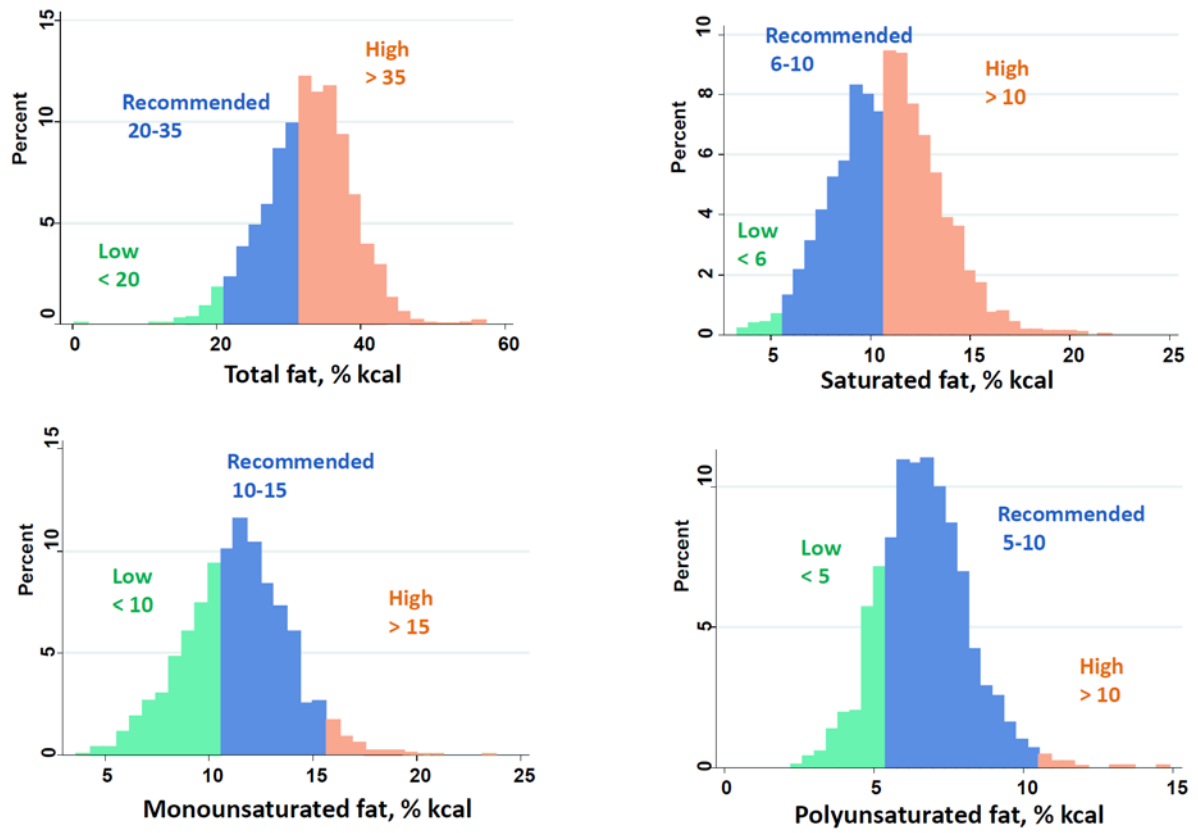 15
10
5
0
Percent
High
> 35
Recommended
20-35
Low
< 20
0
20
40
60
Total fat, % kcal
10
8
6
4
2
0
Percent
Recommended
6-10
High
> 10
Low
< 6
5
10
15
20
25
Saturated fat, % kcal
15
10
5
0
Percent
Recommended
10-15
Low
< 10
High
> 15
5
10
15
20
25
Monounsaturated fat, % kcal
10
5
0
Percent
Recommended
5-10
Low
< 5
High
> 10
0
5
10
15
Polyunsaturated fat, % kcal